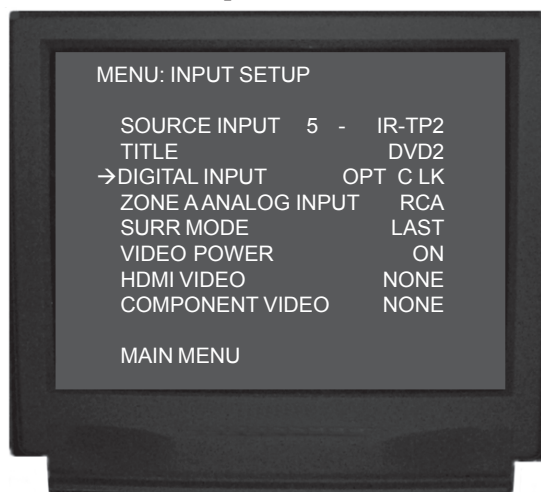 MENU: INPUT SETUP
SOURCE INPUT 5 - IR-TP2
TITLE DVD2
→DIGITAL INPUT OPT C LK
ZONE A ANALOG INPUT RCA
SURR MODE LAST
VIDEO POWER ON
HDMI VIDEO NONE
COMPONENT VIDEO NONE
MAIN MENU